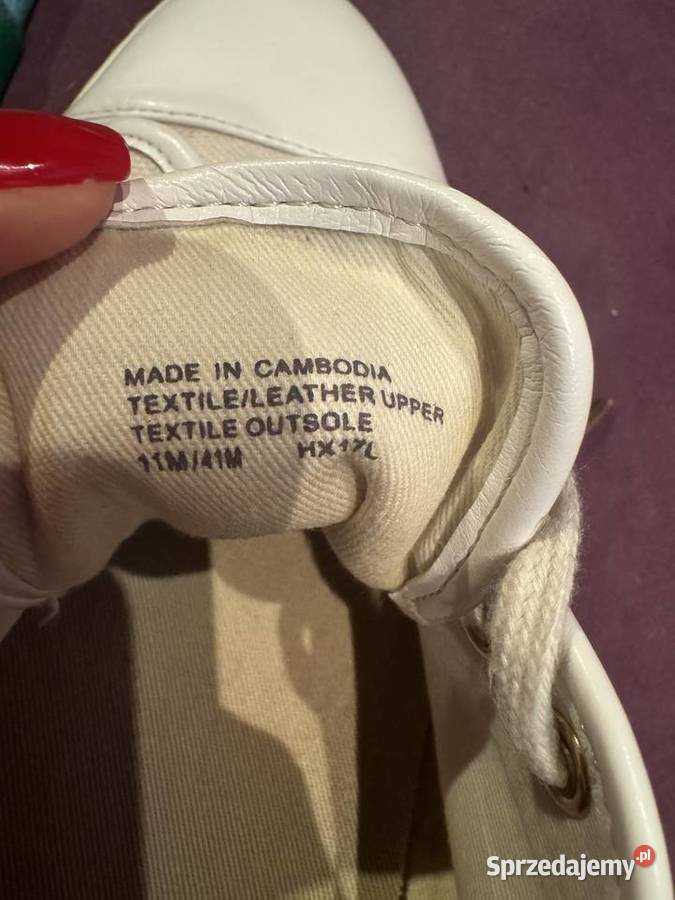 MADE IN CAMBODIA
TEXTILE/LEATHER UPPER
TEXTILE OUTSOLE
11M/41M HX17L
Sprzedajemy.pl